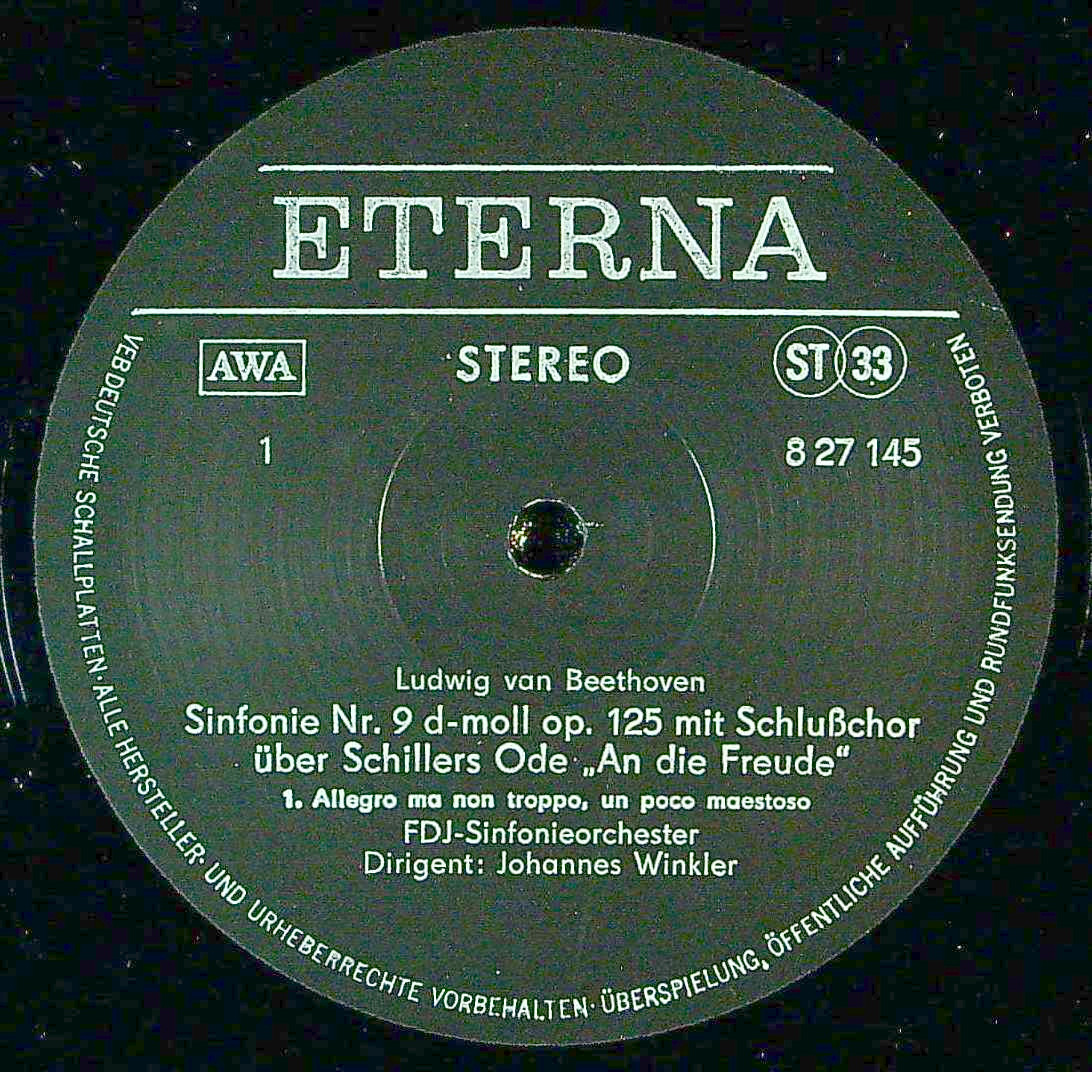 ETERNA
AWA
STEREO
ST 33
1
8 27 145
Ludwig van Beethoven
Sinfonie Nr. 9 d-moll op. 125 mit Schlußchor
über Schillers Ode „An die Freude“
1. Allegro ma non troppo, un poco maestoso
FDJ-Sinfonieorchester
Dirigent: Johannes Winkler
VEB DEUTSCHE SCHALLPLATTEN · ALLE HERSTELLER- UND URHEBERRECHTE VORBEHALTEN · ÜBERSPIELUNG, ÖFFENTLICHE AUFFÜHRUNG UND RUNDFUNKSENDUNG VERBOTEN